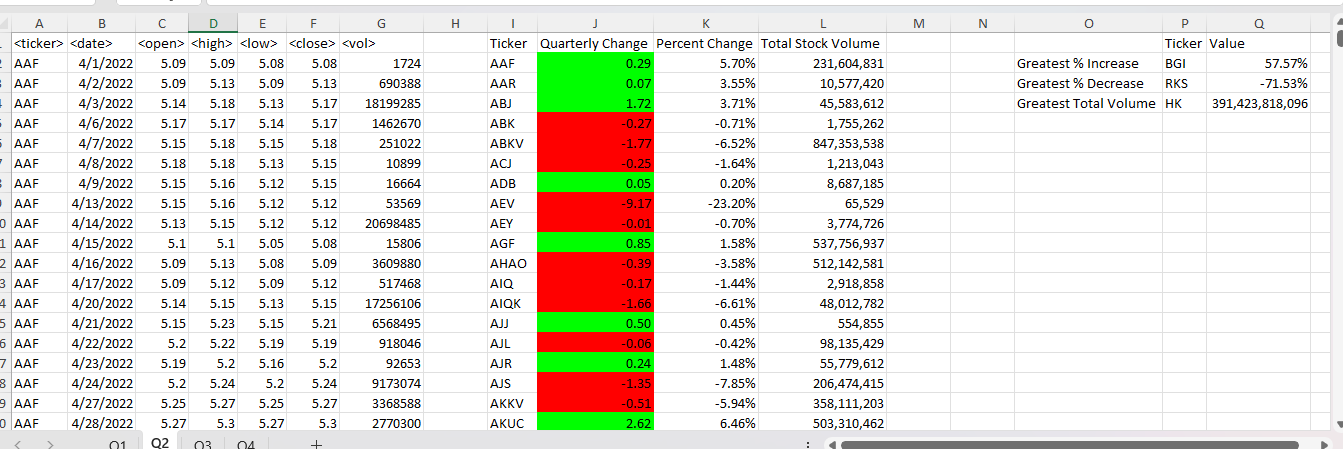 A B C D E F G H I J K L M N O P Q
<ticker> <date> <open> <high> <low> <close> <vol> Ticker Quarterly Change Percent Change Total Stock Volume Ticker Value
2 AAF 4/1/2022 5.09 5.09 5.08 5.08 1724 AAF 0.29 5.70% 231,604,831 Greatest % Increase BGI 57.57%
3 AAF 4/2/2022 5.09 5.13 5.09 5.13 690388 AAR 0.07 3.55% 10,577,420 Greatest % Decrease RKS -71.53%
4 AAF 4/3/2022 5.14 5.18 5.13 5.17 18199285 ABJ 1.72 3.71% 45,583,612 Greatest Total Volume HK 391,423,818,096
AAF 4/6/2022 5.17 5.17 5.14 5.17 1462670 ABK -0.27 -0.71% 1,755,262
AAF 4/7/2022 5.15 5.18 5.15 5.18 251022 ABKV -1.77 -6.52% 847,353,538
AAF 4/8/2022 5.18 5.18 5.13 5.15 10899 ACJ -0.25 -1.64% 1,213,043
AAF 4/9/2022 5.15 5.16 5.12 5.15 16664 ADB 0.05 0.20% 8,687,185
AAF 4/13/2022 5.15 5.16 5.12 5.12 53569 AEV -9.17 -23.20% 65,529
0 AAF 4/14/2022 5.13 5.15 5.12 5.12 20698485 AEY -0.01 -0.70% 3,774,726
1 AAF 4/15/2022 5.1 5.1 5.05 5.08 15806 AGF 0.85 1.58% 537,756,937
2 AAF 4/16/2022 5.09 5.13 5.08 5.09 3609880 AHAO -0.39 -3.58% 512,142,581
3 AAF 4/17/2022 5.09 5.12 5.09 5.12 517468 AIQ -0.17 -1.44% 2,918,858
4 AAF 4/20/2022 5.14 5.15 5.13 5.15 17256106 AIQK -1.66 -6.61% 48,012,782
5 AAF 4/21/2022 5.15 5.23 5.15 5.21 6568495 AJJ 0.50 0.45% 554,855
6 AAF 4/22/2022 5.2 5.22 5.19 5.19 918046 AJL -0.06 -0.42% 98,135,429
7 AAF 4/23/2022 5.19 5.2 5.16 5.2 92653 AJR 0.24 1.48% 55,779,612
8 AAF 4/24/2022 5.2 5.24 5.2 5.24 9173074 AJS -1.35 -7.85% 206,474,415
9 AAF 4/27/2022 5.25 5.27 5.25 5.27 3368588 AKKV -0.51 -5.94% 358,111,203
0 AAF 4/28/2022 5.27 5.3 5.27 5.3 2770300 AKUC 2.62 6.46% 503,310,462
Q1 Q2 Q3 Q4